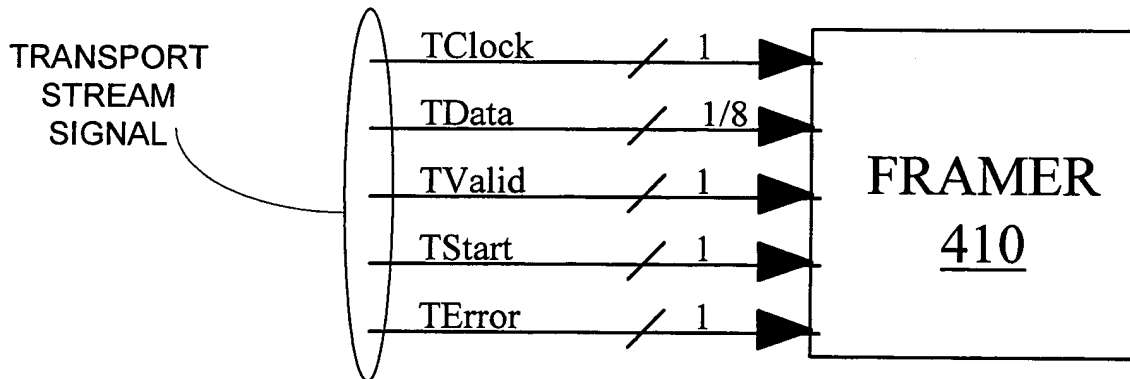 TRANSPORT
STREAM
SIGNAL
TClock 1
TData 1/8
TValid 1
TStart 1
TError 1
FRAMER
410